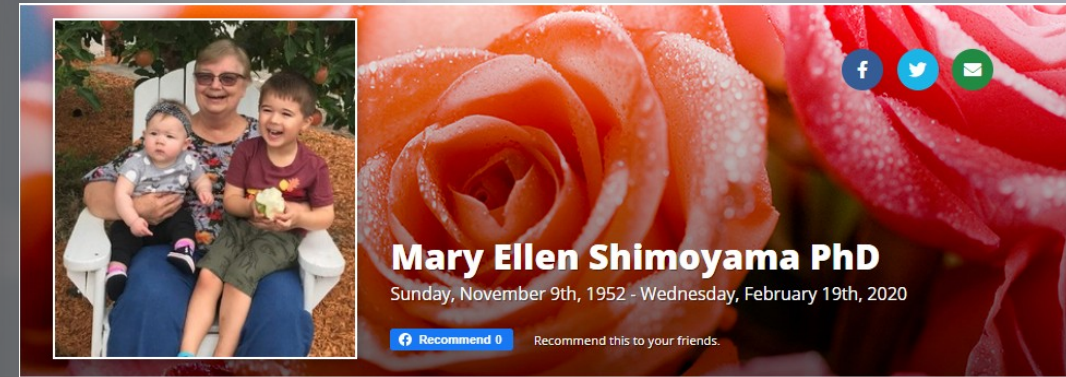 Mary Ellen Shimoyama PhD
Sunday, November 9th, 1952 - Wednesday, February 19th, 2020
Recommend 0 Recommend this to your friends.